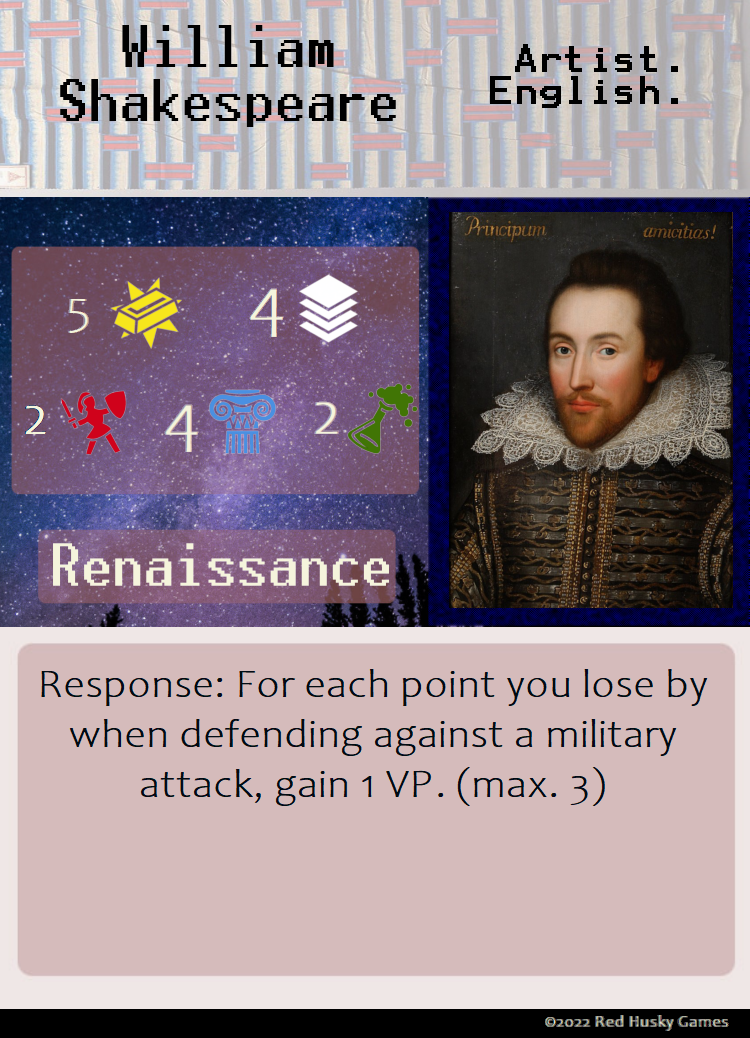 William
Shakespeare
Artist.
English.
Principum amicitias!
5 4
2 4 2
Renaissance
Response: For each point you lose by
when defending against a military
attack, gain 1 VP. (max. 3)
©2022 Red Husky Games